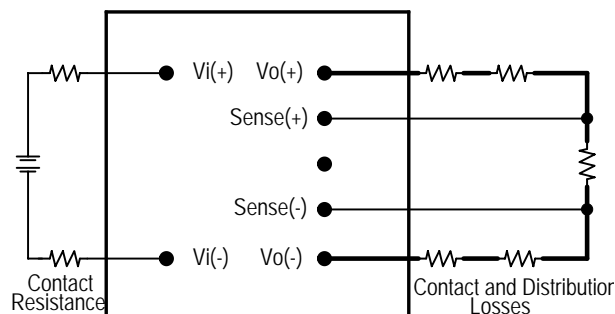 Vi(+) Vo(+)
Sense(+)
Sense(-)
Vi(-) Vo(-)
Contact
Resistance
Contact and Distribution
Losses